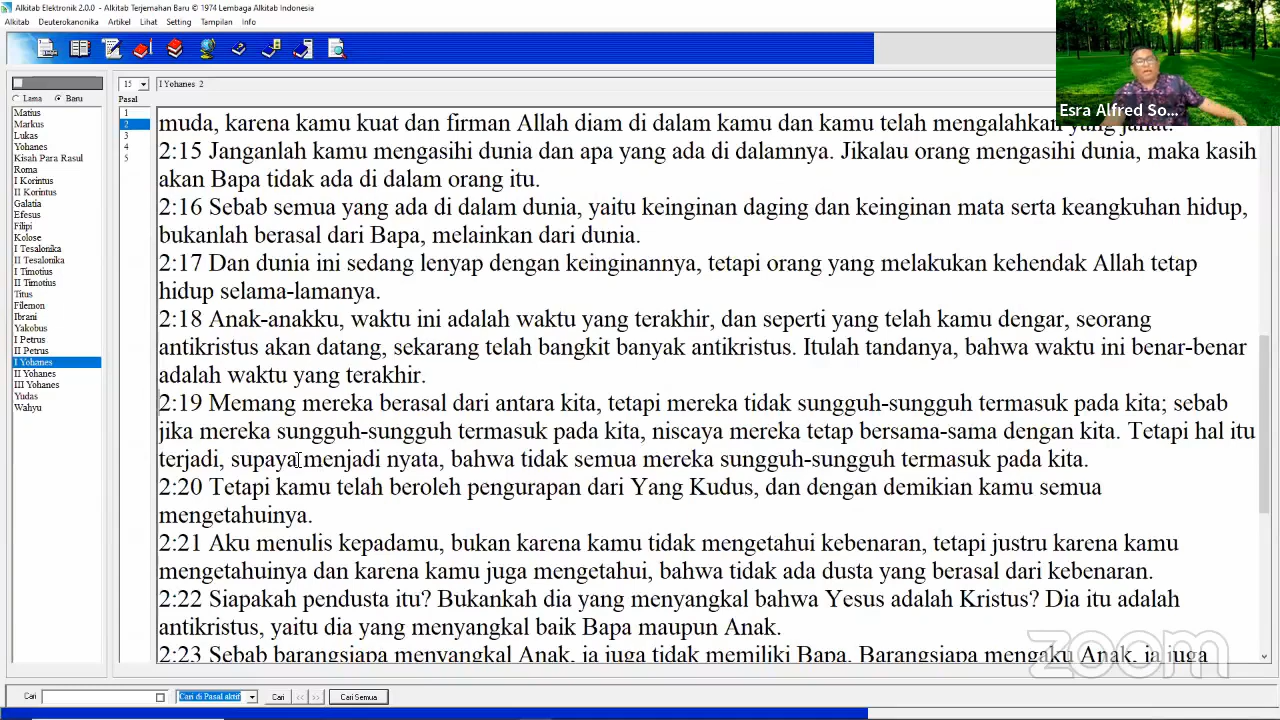 Alkitab Elektronik 2.0.0 - Alkitab Terjemahan Baru © 1974 Lembaga Alkitab Indonesia
Alkitab Deuterokanonika Artikel Lihat Setting Tampilan Info
Esra Alfred So...
15 I Yohanes 2
Lama Baru
Pasal
Matius
Markus
Lukas
Yohanes
Kisah Para Rasul
Roma
I Korintus
II Korintus
Galatia
Efesus
Filipi
Kolose
I Tesalonika
II Tesalonika
I Timotius
II Timotius
Titus
Filemon
Ibrani
Yakobus
I Petrus
II Petrus
I Yohanes
II Yohanes
III Yohanes
Yudas
Wahyu
1
2
3
4
5
muda, karena kamu kuat dan firman Allah diam di dalam kamu dan kamu telah mengalahkan yang jahat.
2:15 Janganlah kamu mengasihi dunia dan apa yang ada di dalamnya. Jikalau orang mengasihi dunia, maka kasih
akan Bapa tidak ada di dalam orang itu.
2:16 Sebab semua yang ada di dalam dunia, yaitu keinginan daging dan keinginan mata serta keangkuhan hidup,
bukanlah berasal dari Bapa, melainkan dari dunia.
2:17 Dan dunia ini sedang lenyap dengan keinginannya, tetapi orang yang melakukan kehendak Allah tetap
hidup selama-lamanya.
2:18 Anak-anakku, waktu ini adalah waktu yang terakhir, dan seperti yang telah kamu dengar, seorang
antikristus akan datang, sekarang telah bangkit banyak antikristus. Itulah tandanya, bahwa waktu ini benar-benar
adalah waktu yang terakhir.
2:19 Memang mereka berasal dari antara kita, tetapi mereka tidak sungguh-sungguh termasuk pada kita; sebab
jika mereka sungguh-sungguh termasuk pada kita, niscaya mereka tetap bersama-sama dengan kita. Tetapi hal itu
terjadi, supaya menjadi nyata, bahwa tidak semua mereka sungguh-sungguh termasuk pada kita.
2:20 Tetapi kamu telah beroleh pengurapan dari Yang Kudus, dan dengan demikian kamu semua
mengetahuinya.
2:21 Aku menulis kepadamu, bukan karena kamu tidak mengetahui kebenaran, tetapi justru karena kamu
mengetahuinya dan karena kamu juga mengetahui, bahwa tidak ada dusta yang berasal dari kebenaran.
2:22 Siapakah pendusta itu? Bukankah dia yang menyangkal bahwa Yesus adalah Kristus? Dia itu adalah
antikristus, yaitu dia yang menyangkal baik Bapa maupun Anak.
2:23 Sebab barangsiapa menyangkal Anak, ia juga tidak memiliki Bapa. Barangsiapa mengaku Anak, ia juga
zoom
Cari Cari di Pasal aktif Cari << >> Cari Semua